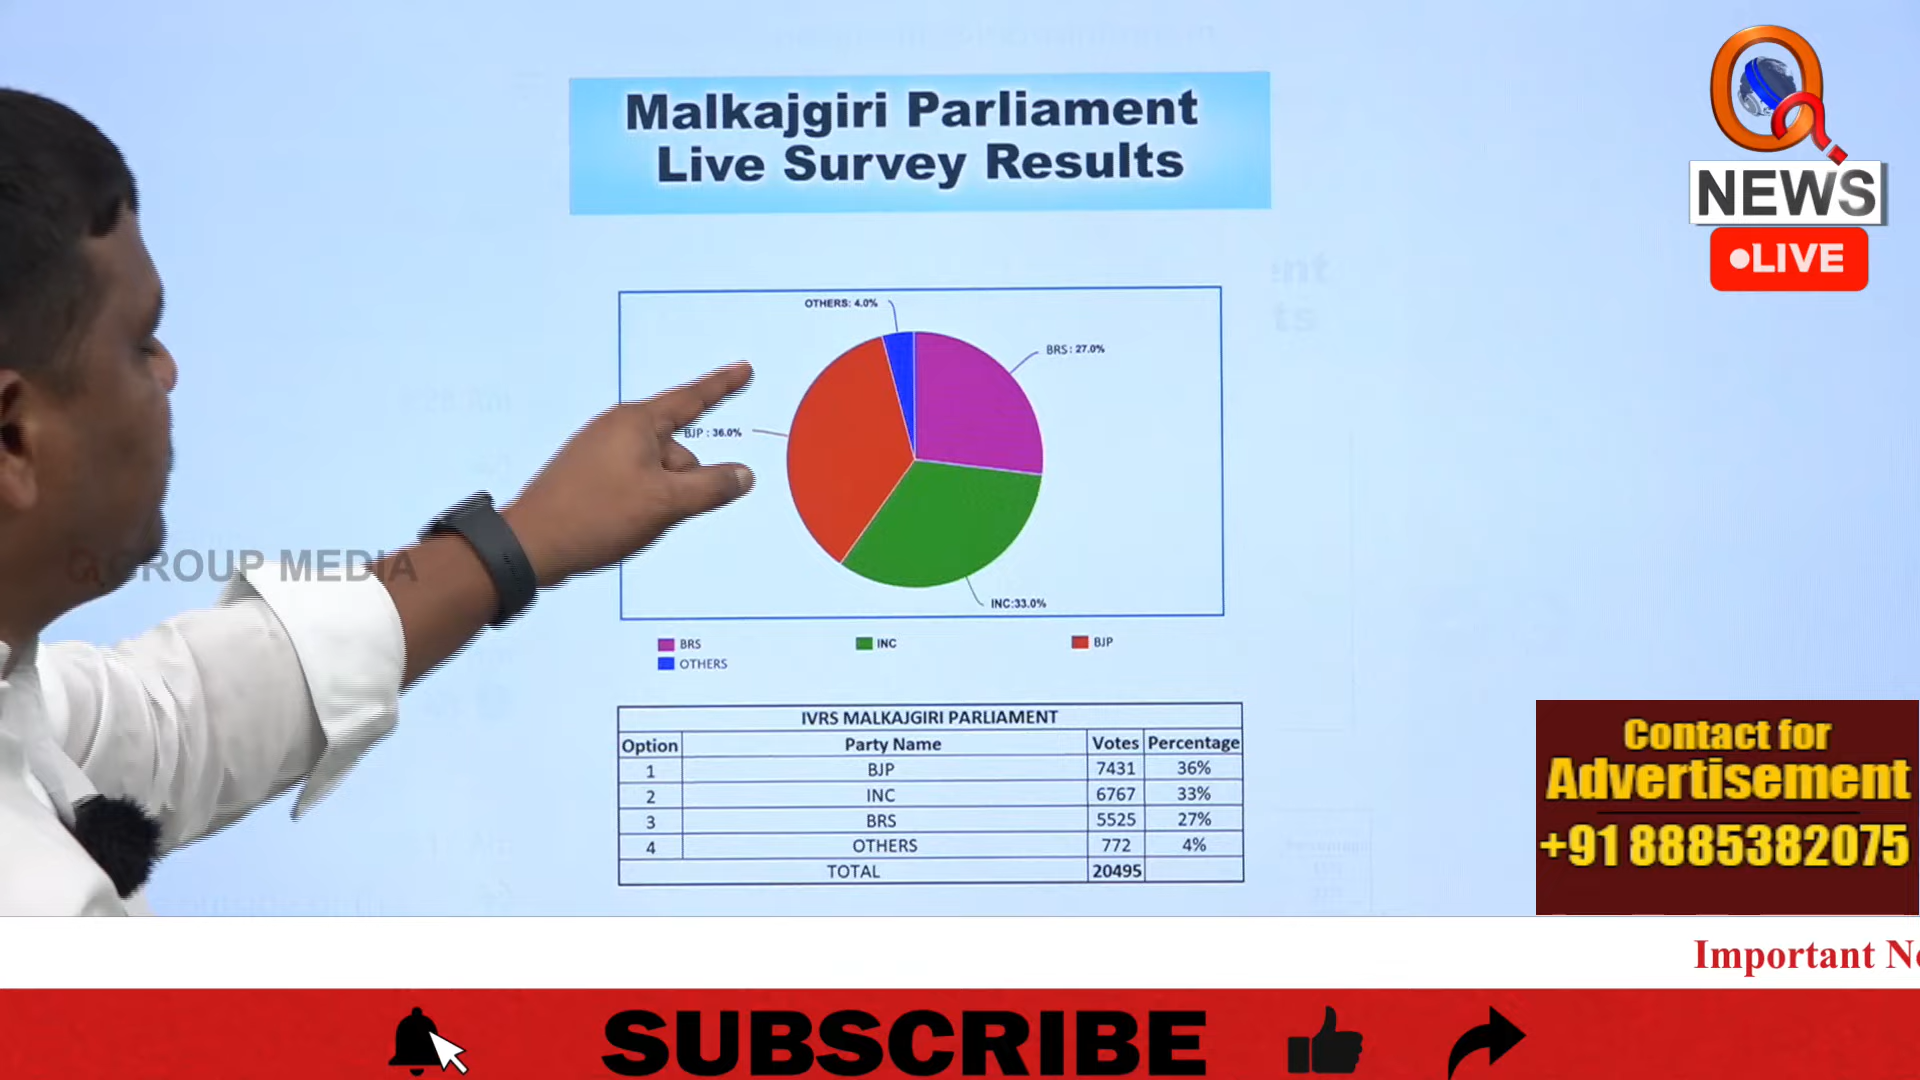 Malkajgiri Parliament
Live Survey Results
NEWS
LIVE
OTHERS: 4.0%
BRS : 27.0%
BJP : 36.0%
INC:33.0%
BRS
INC
BJP
OTHERS
GROUP MEDIA
IVRS MALKAJGIRI PARLIAMENT
Option Party Name Votes Percentage
1 BJP 7431 36%
2 INC 6767 33%
3 BRS 5525 27%
4 OTHERS 772 4%
TOTAL 20495
Contact for
Advertisement
+91 8885382075
Important
SUBSCRIBE